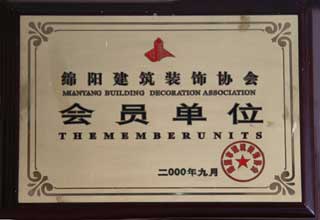 绵阳建筑装饰协会
MIANYANG BUILDING DECORATION ASSOCIATION
会员单位
THEMEMBERUNITS
二000年九月